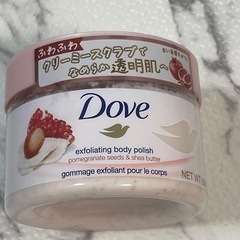 ふわふわ
クリーミースクラブで
なめらか透明肌へ
Dove
exfoliating body polish
pomegranate seeds & shea butter
gommage exfoliant pour le corps
NET